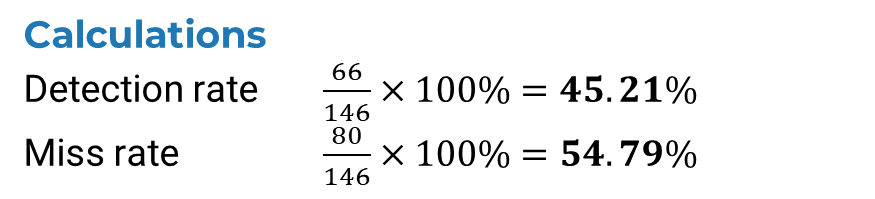 Calculations
Detection rate 66/146 × 100% = 45.21%
Miss rate 80/146 × 100% = 54.79%